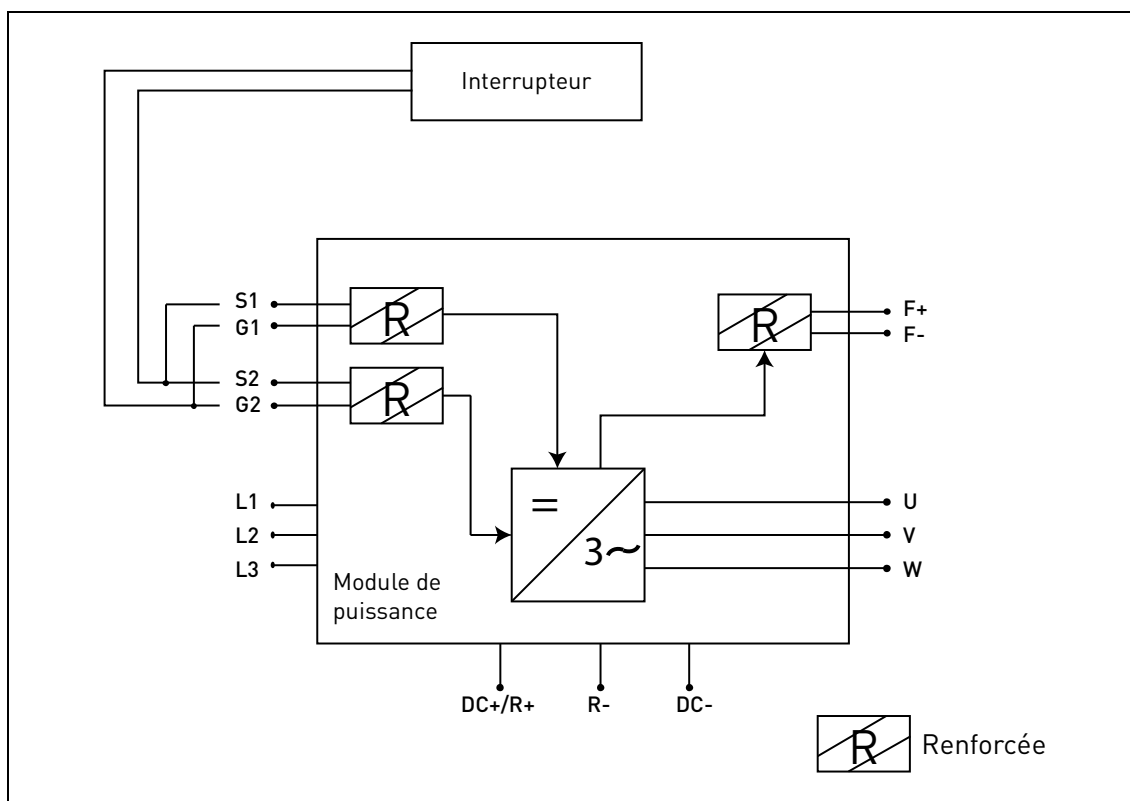 Interrupteur
S1
G1
S2
G2
R
R
R
F+
F-
L1
L2
L3
=
3~
U
V
W
Module de
puissance
DC+/R+
R-
DC-
R
Renforcée